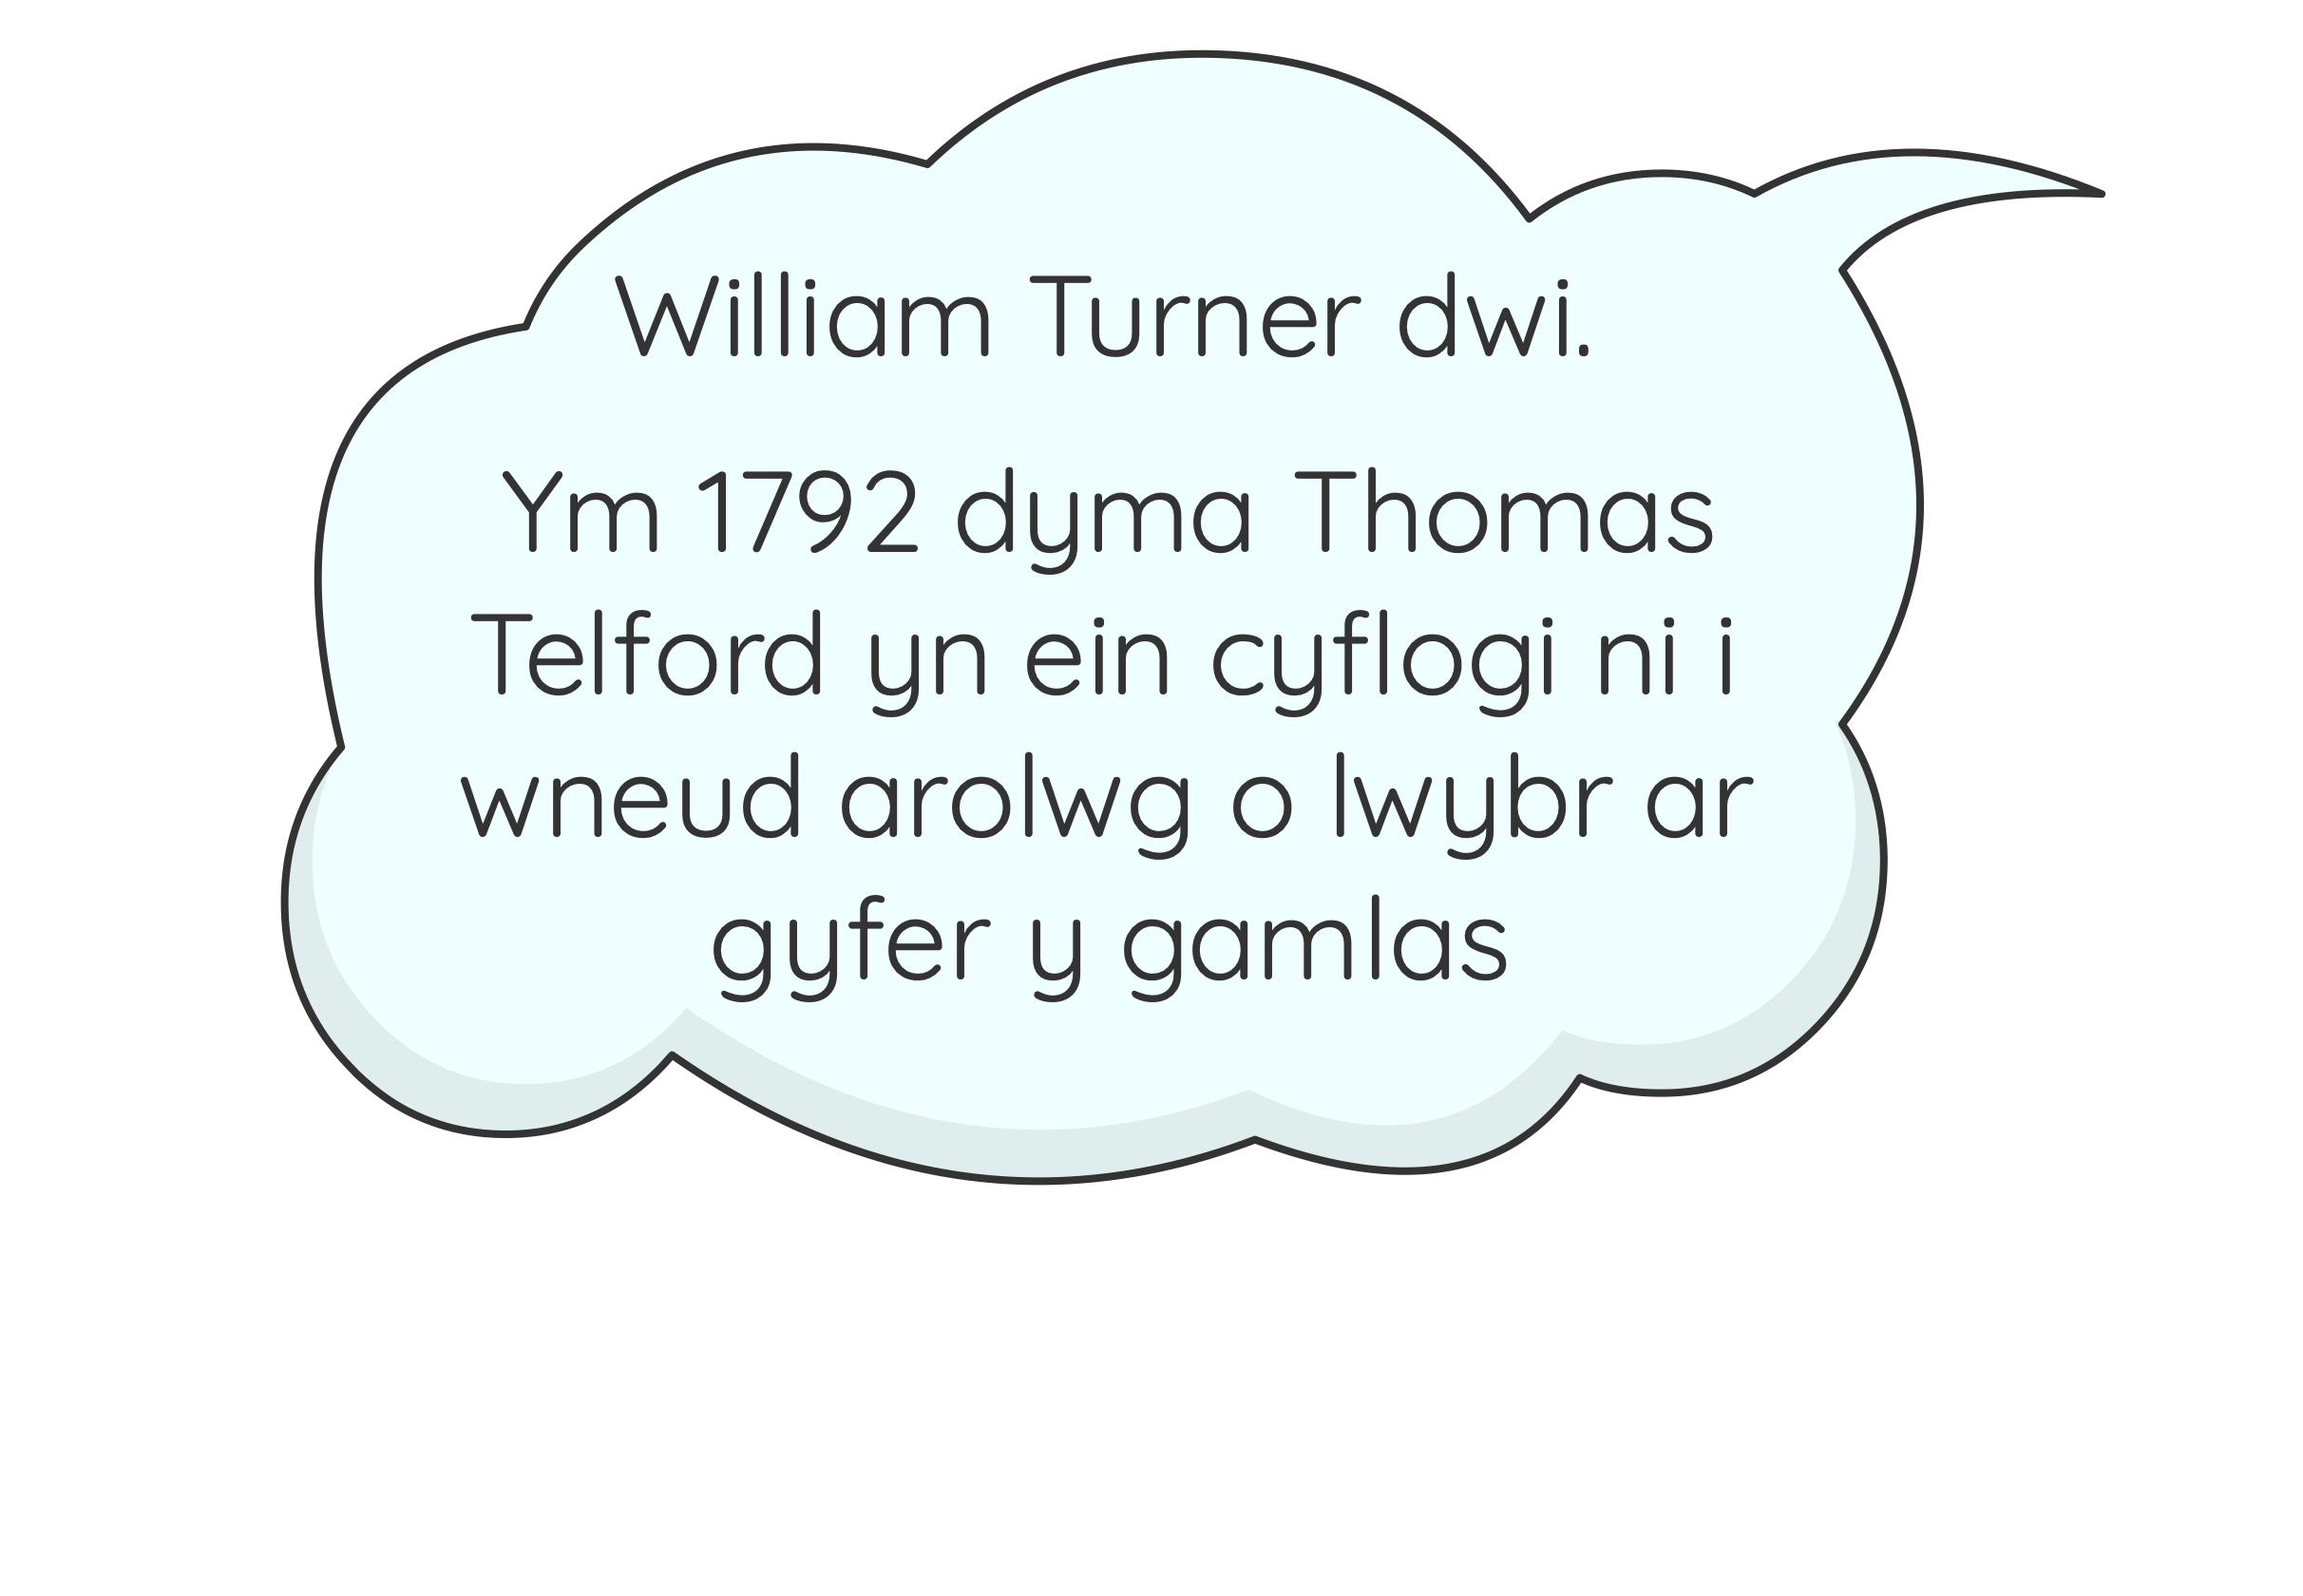 William Turner dwi.
Ym 1792 dyma Thomas
Telford yn ein cyflogi ni i
wneud arolwg o lwybr ar
gyfer y gamlas